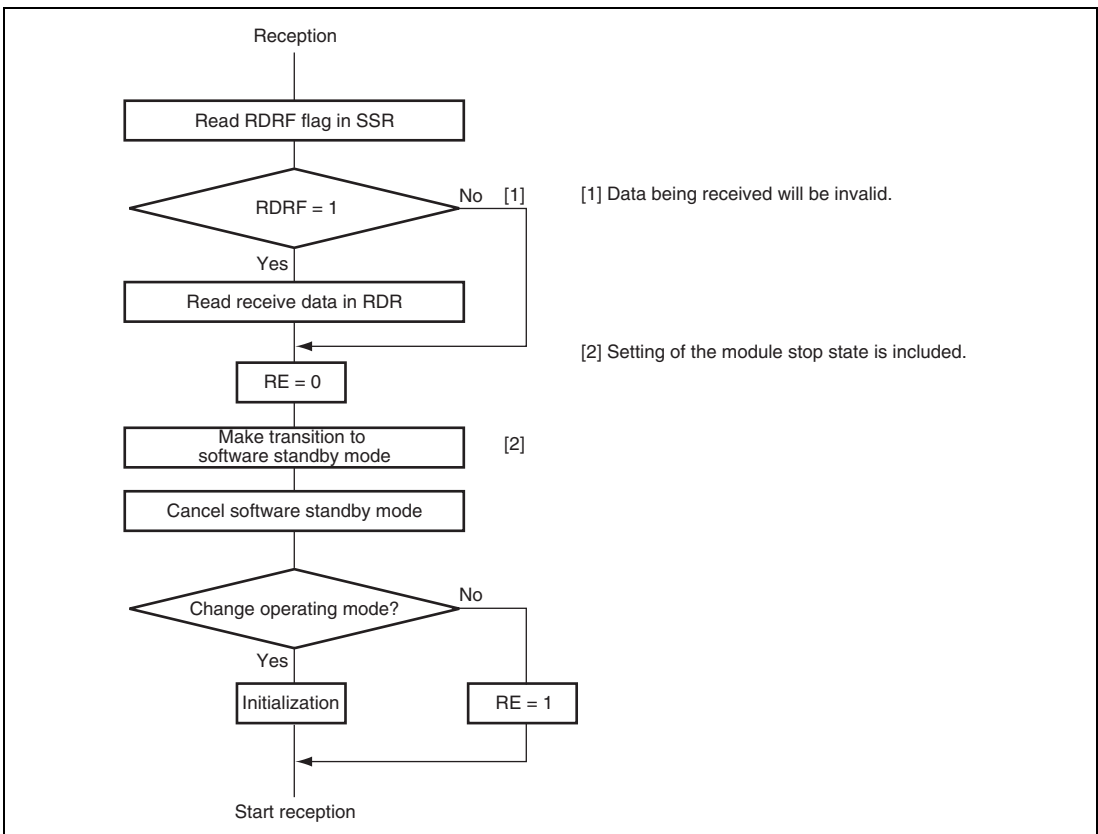 Reception
Read RDRF flag in SSR
RDRF = 1
No [1]
[1] Data being received will be invalid.
Yes
Read receive data in RDR
[2] Setting of the module stop state is included.
RE = 0
Make transition to
software standby mode
[2]
Cancel software standby mode
Change operating mode?
No
Yes
Initialization
RE = 1
Start reception